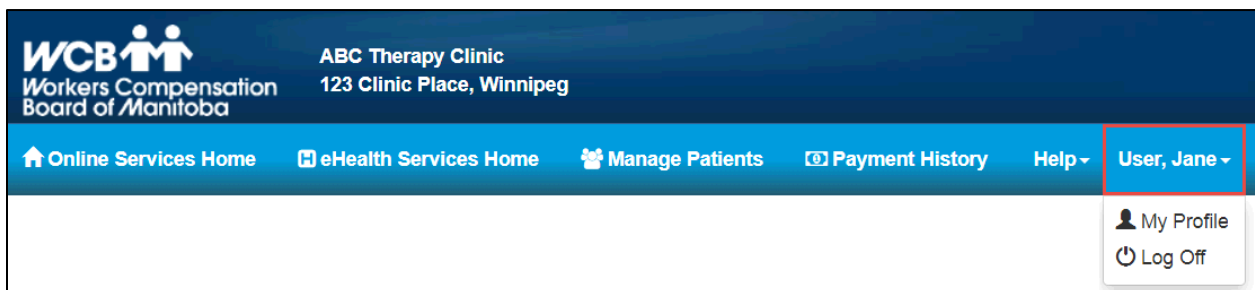 WCB
Workers Compensation
Board of Manitoba
ABC Therapy Clinic
123 Clinic Place, Winnipeg
Online Services Home eHealth Services Home Manage Patients Payment History Help User, Jane
My Profile
Log Off